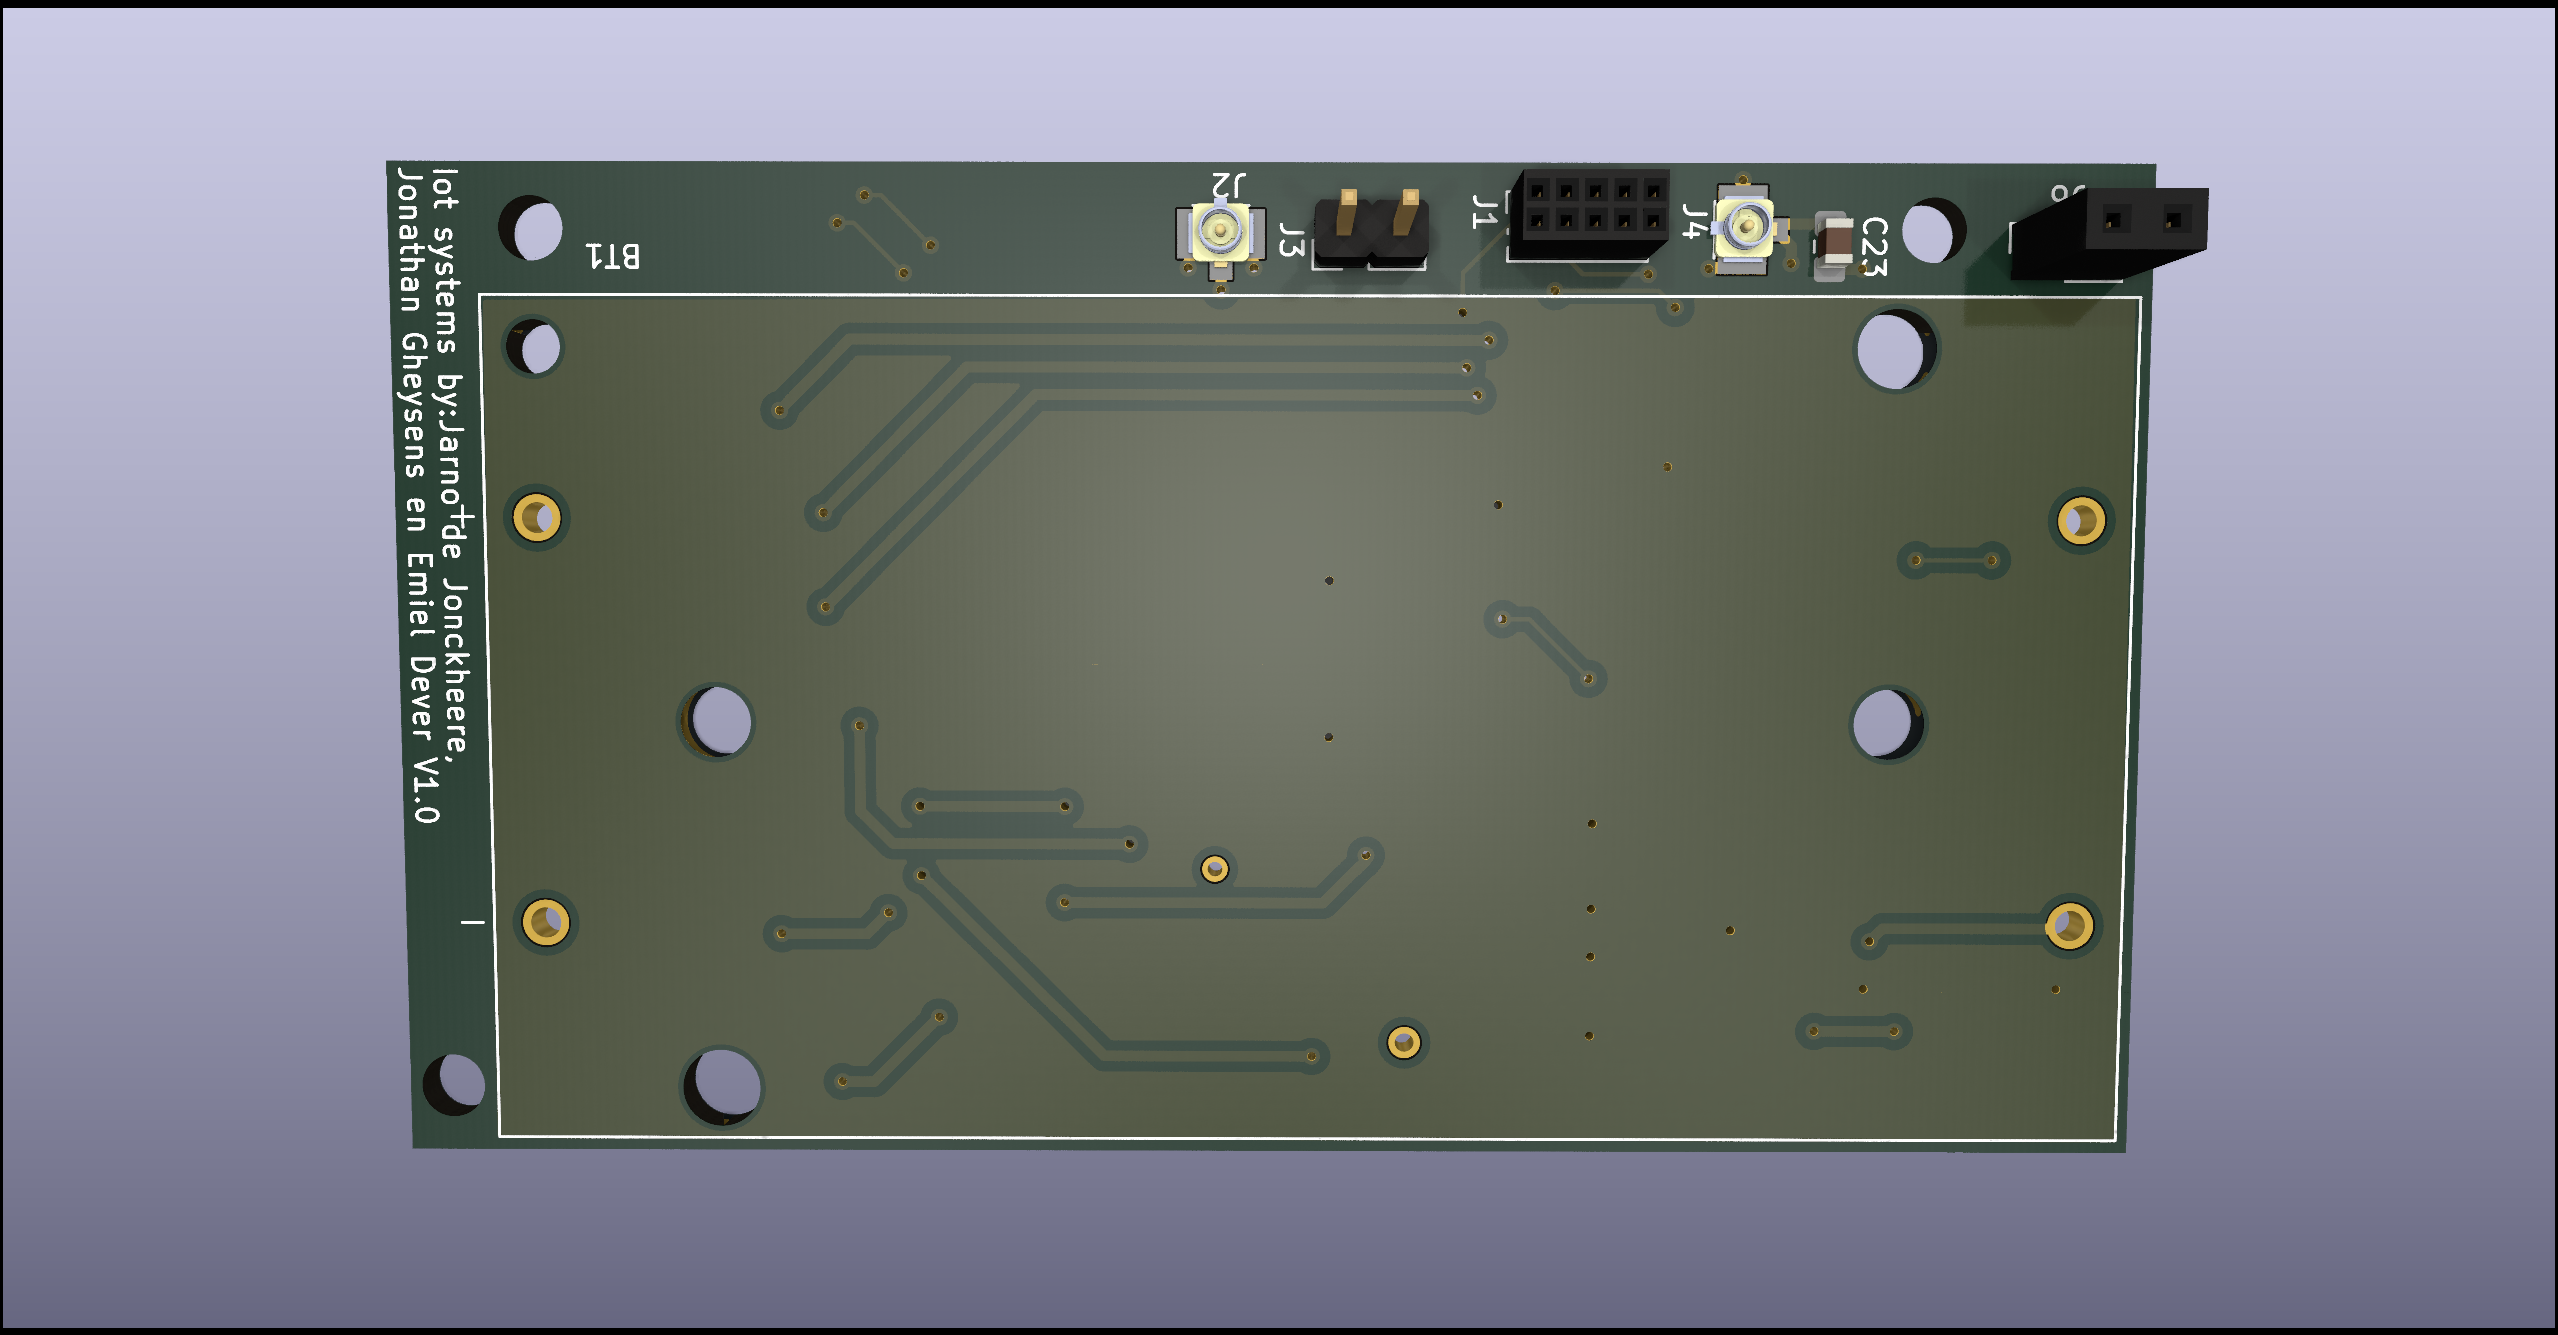 Iot systems by:Jarno de Jonckheere,
Jonathan Gheysens en Emiel Dever V1.0
BT1
J2
J3
J1
J4
C23
+
-